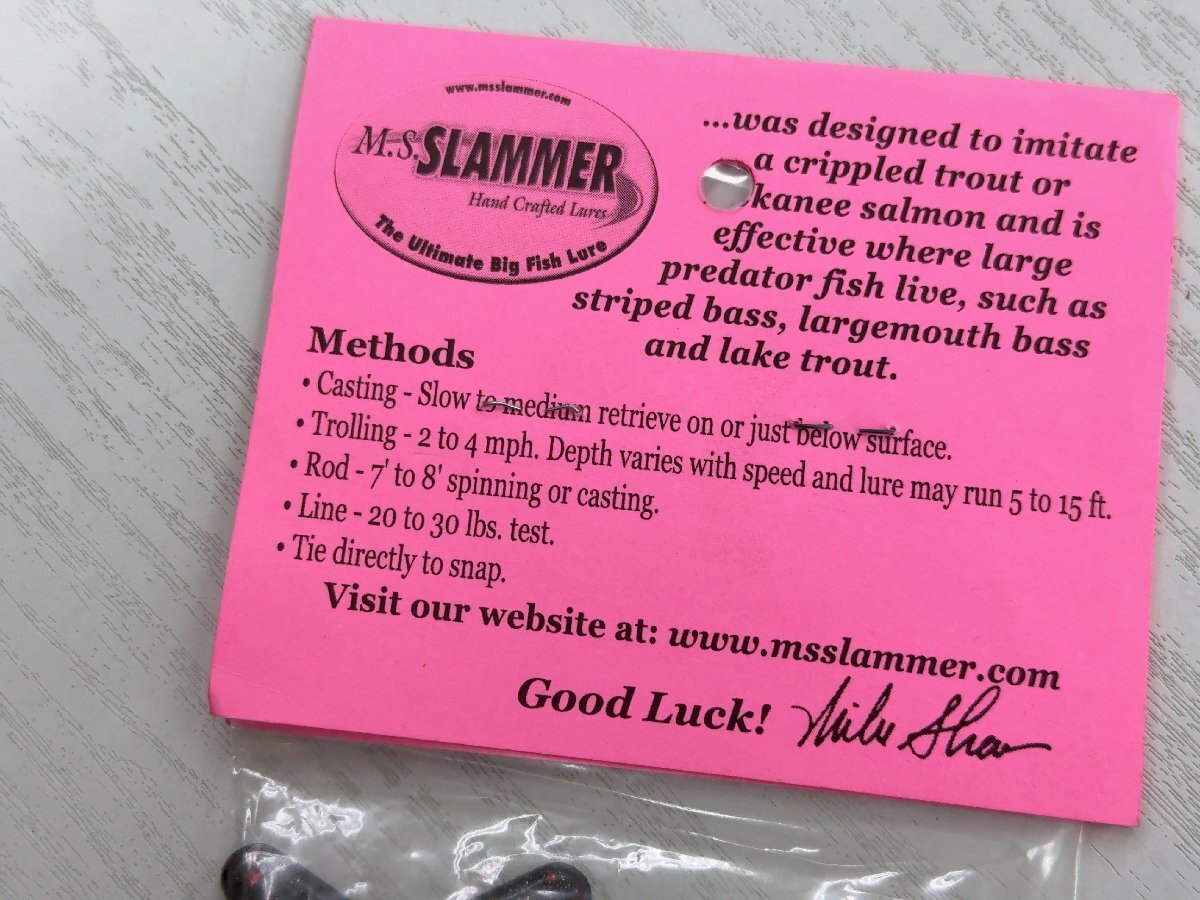 www.msslammer.com
M.S. SLAMMER
Hand Crafted Lures
The Ultimate Big Fish Lure
...was designed to imitate
a crippled trout or
kanee salmon and is
effective where large
predator fish live, such as
striped bass, largemouth bass
and lake trout.
Methods
• Casting - Slow to medium retrieve on or just below surface.
• Trolling - 2 to 4 mph. Depth varies with speed and lure may run 5 to 15 ft.
• Rod - 7' to 8' spinning or casting.
• Line - 20 to 30 lbs. test.
• Tie directly to snap.
Visit our website at: www.msslammer.com
Good Luck! Mike Shaw